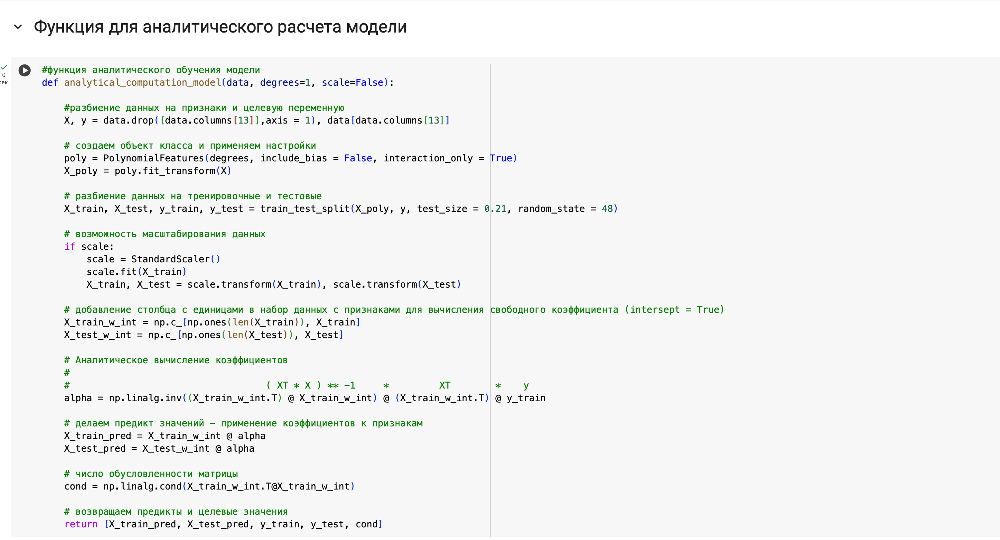 Функция для аналитического расчета модели
0
сек.
#функция аналитического обучения модели
def analytical_computation_model(data, degrees=1, scale=False):
#разбиение данных на признаки и целевую переменную
X, y = data.drop([data.columns[13]],axis = 1), data[data.columns[13]]
# создаем объект класса и применяем настройки
poly = PolynomialFeatures(degrees, include_bias = False, interaction_only = True)
X_poly = poly.fit_transform(X)
# разбиение данных на тренировочные и тестовые
X_train, X_test, y_train, y_test = train_test_split(X_poly, y, test_size = 0.21, random_state = 48)
# возможность масштабирования данных
if scale:
scale = StandardScaler()
scale.fit(X_train)
X_train, X_test = scale.transform(X_train), scale.transform(X_test)
# добавление столбца с единицами в набор данных с признаками для вычисления свободного коэффициента (intersept = True)
X_train_w_int = np.c_[np.ones(len(X_train)), X_train]
X_test_w_int = np.c_[np.ones(len(X_test)), X_test]
# Аналитическое вычисление коэффициентов
#
# ( XT * X ) ** -1 * XT * y
alpha = np.linalg.inv((X_train_w_int.T) @ X_train_w_int) @ (X_train_w_int.T) @ y_train
# делаем предикт значений – применение коэффициентов к признакам
X_train_pred = X_train_w_int @ alpha
X_test_pred = X_test_w_int @ alpha
# число обусловленности матрицы
cond = np.linalg.cond(X_train_w_int.T@X_train_w_int)
# возвращаем предикты и целевые значения
return [X_train_pred, X_test_pred, y_train, y_test, cond]